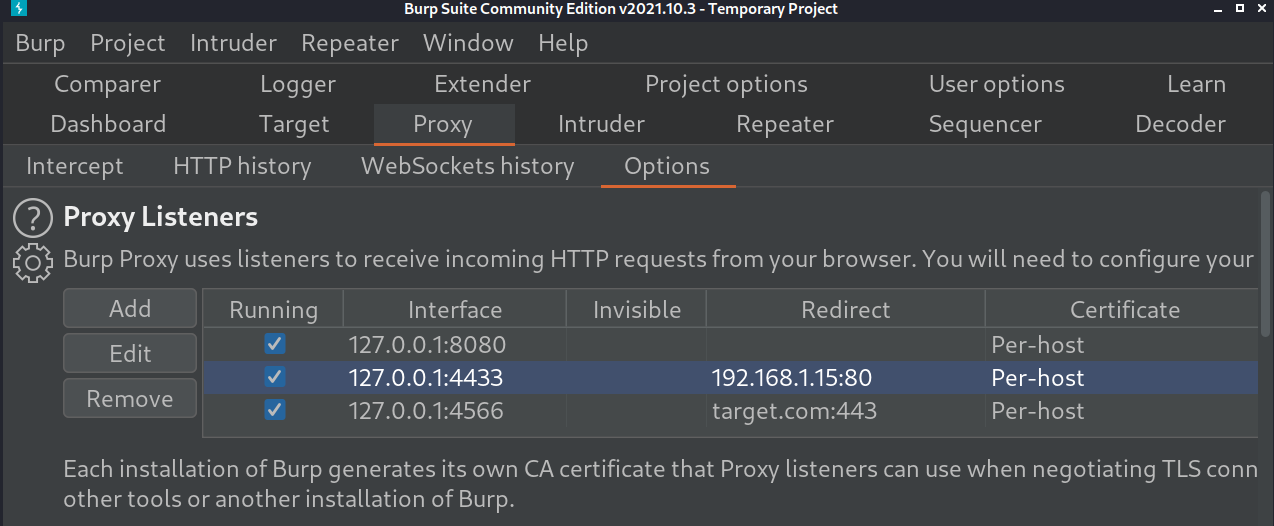 Burp Suite Community Edition v2021.10.3 - Temporary Project
Burp Project Intruder Repeater Window Help
Comparer Logger Extender Project options User options Learn
Dashboard Target Proxy Intruder Repeater Sequencer Decoder
Intercept HTTP history WebSockets history Options
? Proxy Listeners
Burp Proxy uses listeners to receive incoming HTTP requests from your browser. You will need to configure your
Add Running Interface Invisible Redirect Certificate
127.0.0.1:8080 Per-host
Edit
127.0.0.1:4433 192.168.1.15:80 Per-host
Remove
127.0.0.1:4566 target.com:443 Per-host
Each installation of Burp generates its own CA certificate that Proxy listeners can use when negotiating TLS conn
other tools or another installation of Burp.